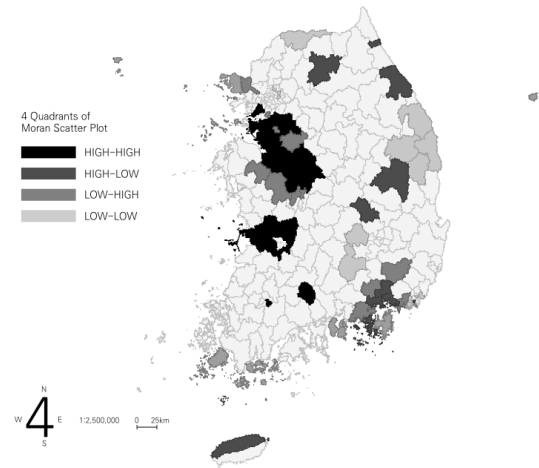 4 Quadrants of
Moran Scatter Plot
HIGH-HIGH
HIGH-LOW
LOW-HIGH
LOW-LOW
N
W 4 E
S
1:2,500,000 0 25km